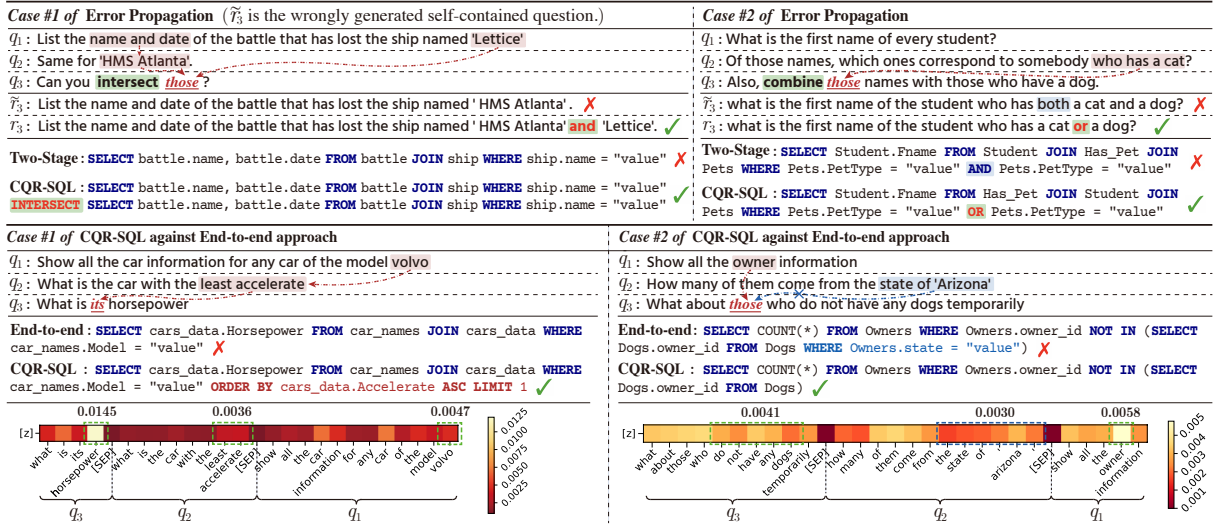 Case #1 of Error Propagation ( r̃3 is the wrongly generated self-contained question.)
q1: List the name and date of the battle that has lost the ship named 'Lettice'
q2: Same for 'HMS Atlanta'.
q3: Can you intersect those ?
r̃3: List the name and date of the battle that has lost the ship named ' HMS Atlanta' . ✗
r3: List the name and date of the battle that has lost the ship named ' HMS Atlanta' and 'Lettice'. ✓
Two-Stage: SELECT battle.name, battle.date FROM battle JOIN ship WHERE ship.name = "value" ✗
CQR-SQL: SELECT battle.name, battle.date FROM battle JOIN ship WHERE ship.name = "value"
INTERSECT SELECT battle.name, battle.date FROM battle JOIN ship WHERE ship.name = "value" ✓
Case #2 of Error Propagation
q1: What is the first name of every student?
q2: Of those names, which ones correspond to somebody who has a cat?
q3: Also, combine those names with those who have a dog.
r̃3: what is the first name of the student who has both a cat and a dog? ✗
r3: what is the first name of the student who has a cat or a dog? ✓
Two-Stage: SELECT Student.Fname FROM Student JOIN Has_Pet JOIN
Pets WHERE Pets.PetType = "value" AND Pets.PetType = "value" ✗
CQR-SQL: SELECT Student.Fname FROM Has_Pet JOIN Student JOIN
Pets WHERE Pets.PetType = "value" OR Pets.PetType = "value" ✓
Case #1 of CQR-SQL against End-to-end approach
q1: Show all the car information for any car of the model volvo
q2: What is the car with the least accelerate
q3: What is its horsepower
End-to-end: SELECT cars_data.Horsepower FROM car_names JOIN cars_data WHERE
car_names.Model = "value" ✗
CQR-SQL: SELECT cars_data.Horsepower FROM car_names JOIN cars_data WHERE
car_names.Model = "value" ORDER BY cars_data.Accelerate ASC LIMIT 1 ✓
0.0145 0.0036 0.0047
[z]
what is its horsepower [SEP] what is the car with the least accelerate [SEP] show all the car information for any car of the model volvo
0.0125
0.0100
0.0075
0.0050
0.0025
q3 q2 q1
Case #2 of CQR-SQL against End-to-end approach
q1: Show all the owner information
q2: How many of them come from the state of 'Arizona'
q3: What about those who do not have any dogs temporarily
End-to-end: SELECT COUNT(*) FROM Owners WHERE Owners.owner_id NOT IN (SELECT
Dogs.owner_id FROM Dogs WHERE Owners.state = "value") ✗
CQR-SQL: SELECT COUNT(*) FROM Owners WHERE Owners.owner_id NOT IN (SELECT
Dogs.owner_id FROM Dogs) ✓
0.0041 0.0030 0.0058
[z]
what about those who do not have any dogs temporarily [SEP] how many of them come from the state of ' arizona ' [SEP] show all the owner information
0.005
0.004
0.003
0.002
0.001
q3 q2 q1